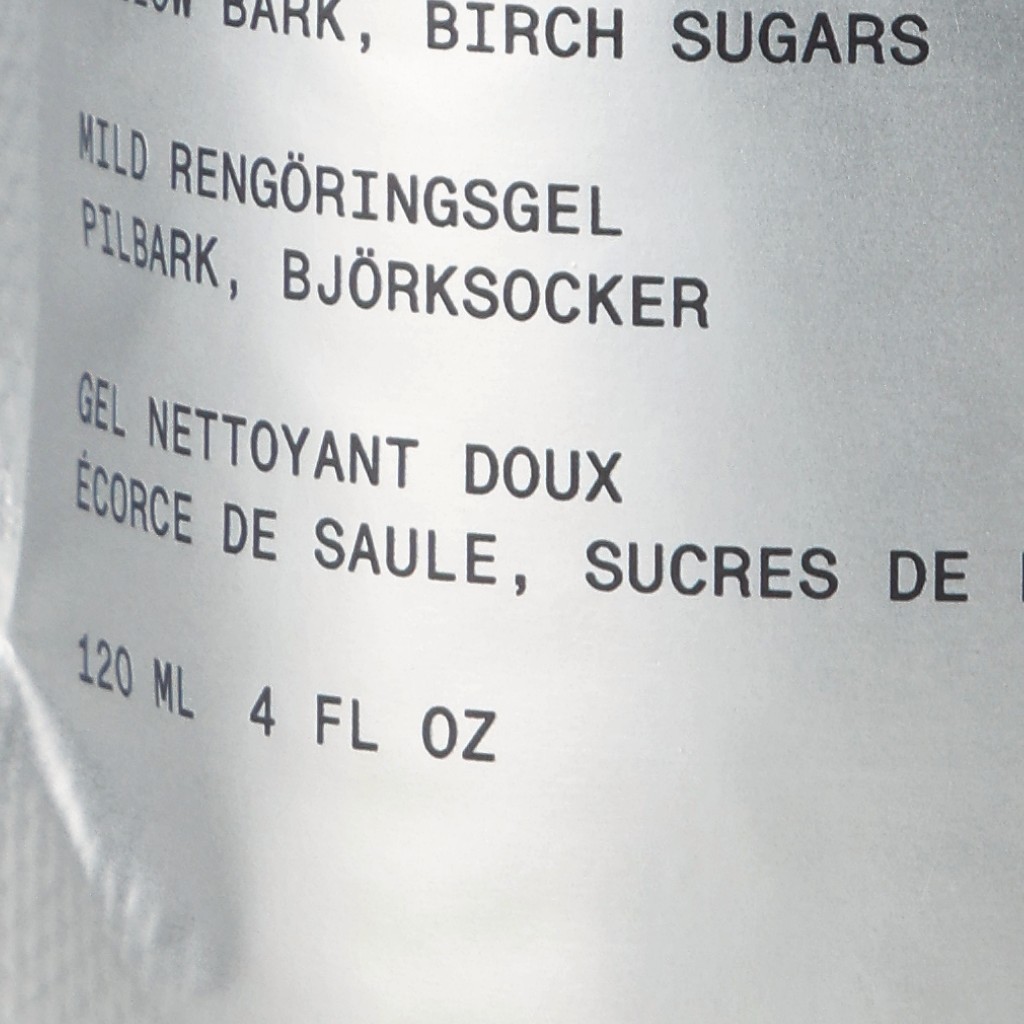 BARK, BIRCH SUGARS
MILD RENGÖRINGSGEL
PILBARK, BJÖRKSOCKER
GEL NETTOYANT DOUX
ÉCORCE DE SAULE, SUCRES DE
120 ML 4 FL OZ